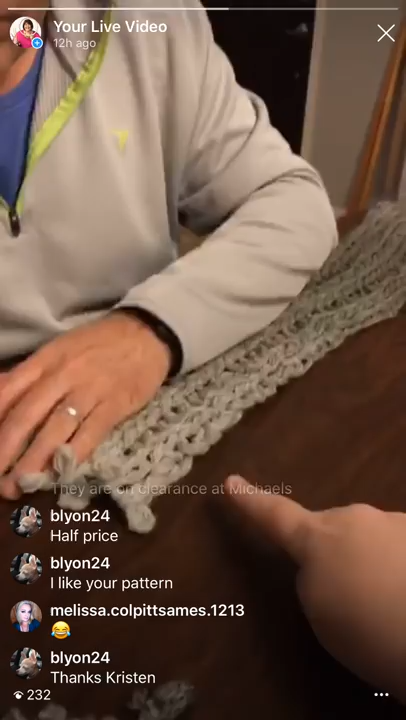 Your Live Video
12h ago
They are on clearance at Michaels
blyon24
Half price
blyon24
I like your pattern
melissa.colpittsames.1213
😂
blyon24
Thanks Kristen
232